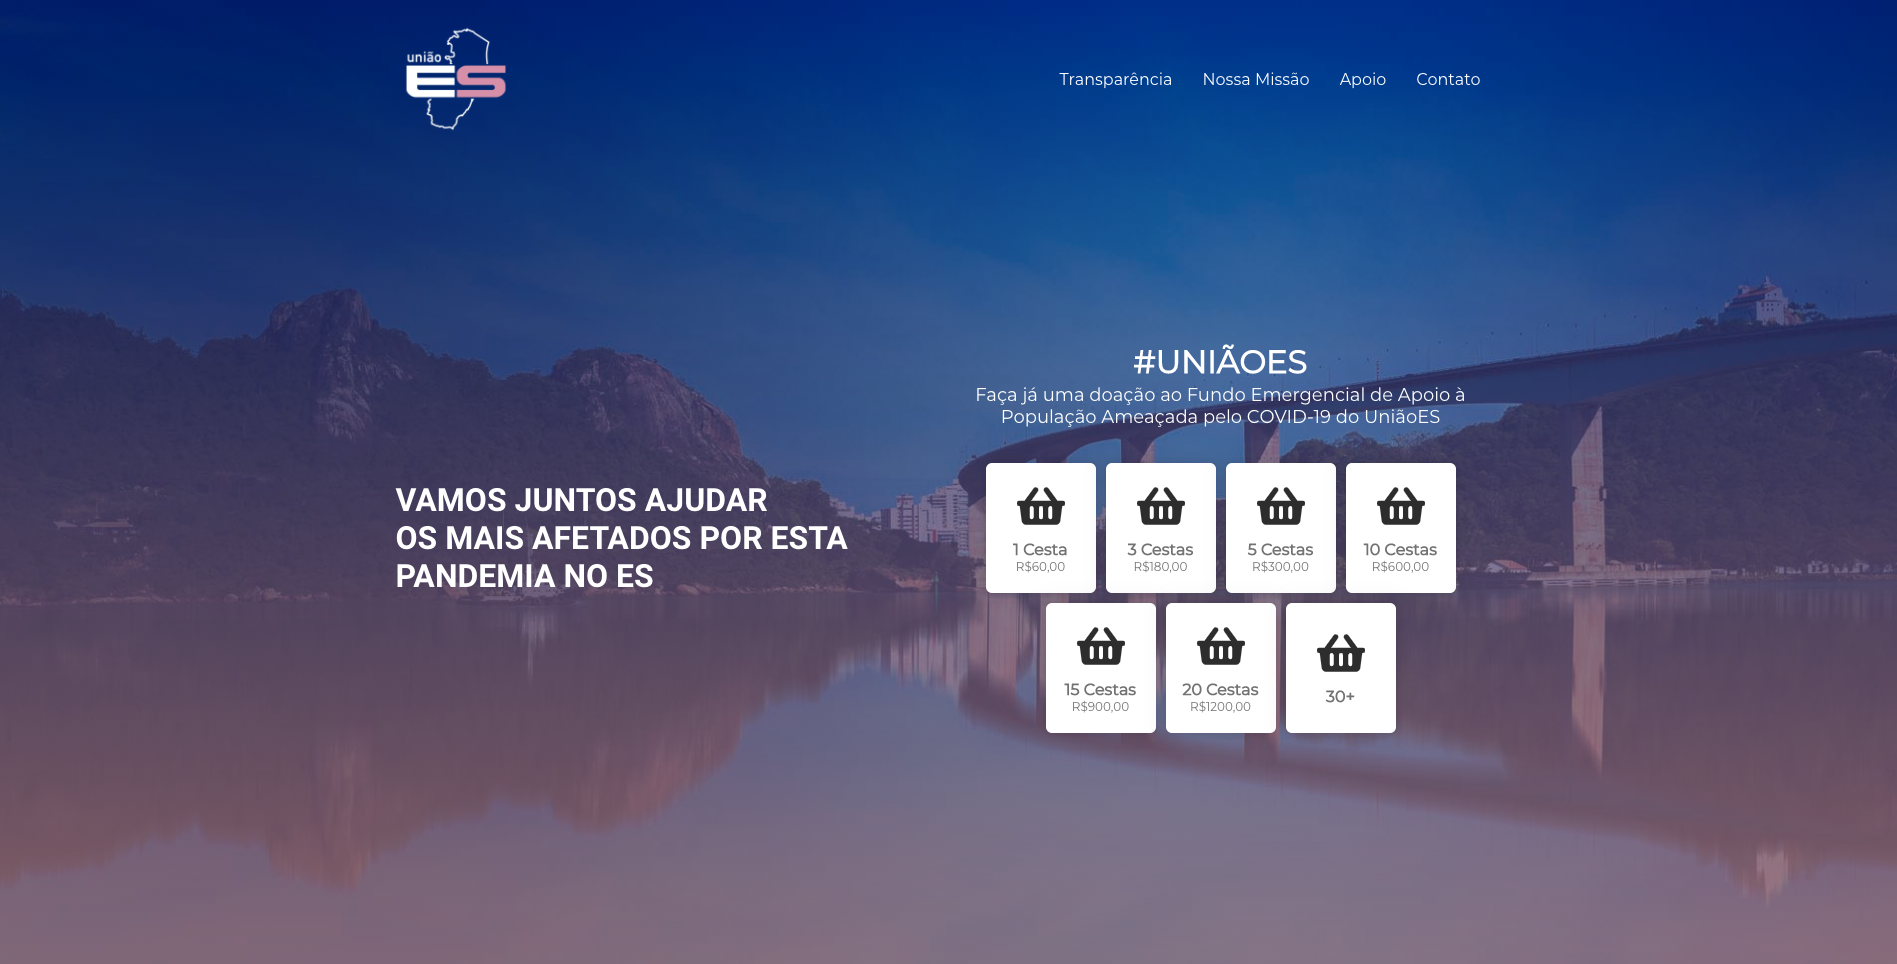 união
ES
Transparência
Nossa Missão
Apoio
Contato
VAMOS JUNTOS AJUDAR
OS MAIS AFETADOS POR ESTA
PANDEMIA NO ES
#UNIÃOES
Faça já uma doação ao Fundo Emergencial de Apoio à
População Ameaçada pelo COVID-19 do UniãoES
1 Cesta
R$60,00
3 Cestas
R$180,00
5 Cestas
R$300,00
10 Cestas
R$600,00
15 Cestas
R$900,00
20 Cestas
R$1200,00
30+